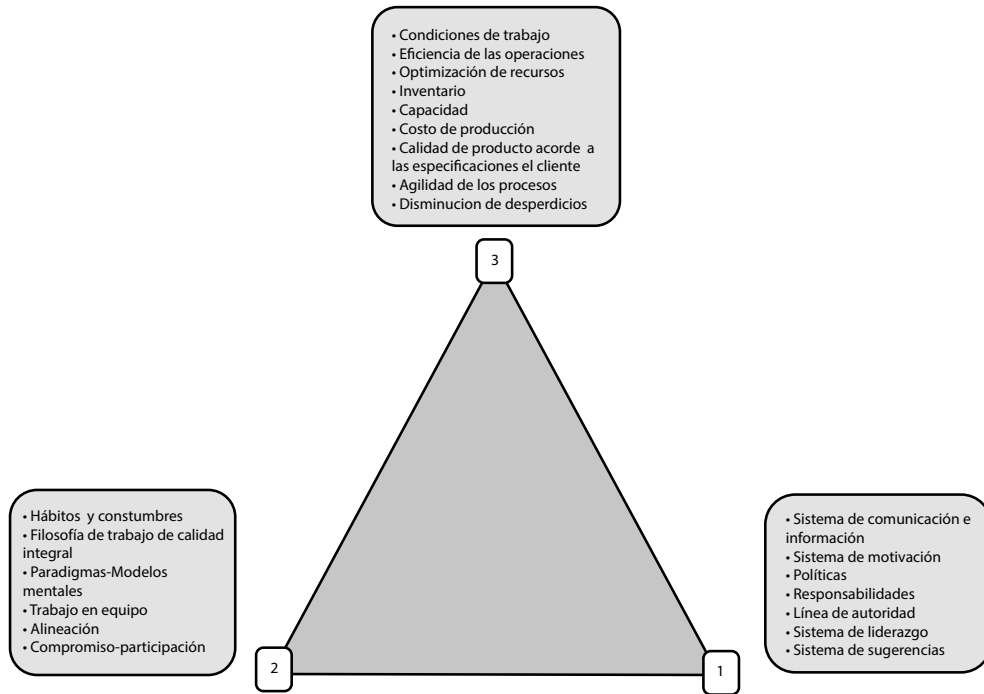 • Condiciones de trabajo
• Eficiencia de las operaciones
• Optimización de recursos
• Inventario
• Capacidad
• Costo de producción
• Calidad de producto acorde a
las especificaciones el cliente
• Agilidad de los procesos
• Disminucion de desperdicios
3
• Hábitos y constumbres
• Filosofía de trabajo de calidad
integral
• Paradigmas-Modelos
mentales
• Trabajo en equipo
• Alineación
• Compromiso-participación
2
• Sistema de comunicación e
información
• Sistema de motivación
• Políticas
• Responsabilidades
• Línea de autoridad
• Sistema de liderazgo
• Sistema de sugerencias
1